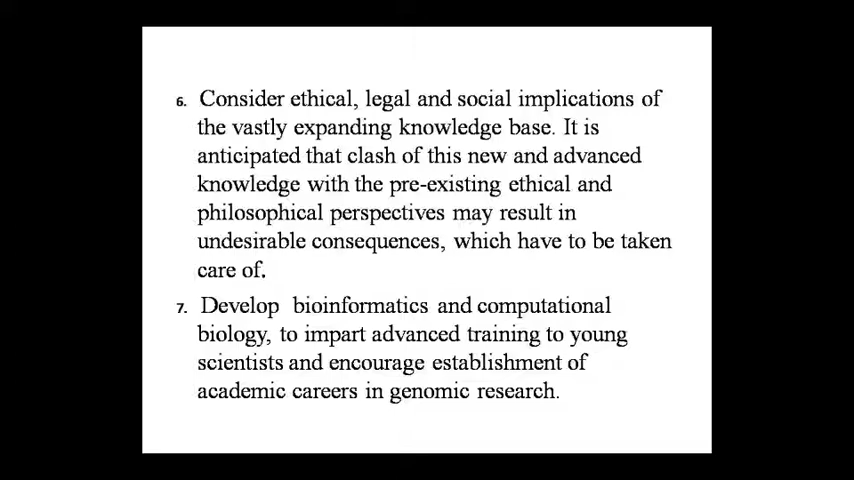 6. Consider ethical, legal and social implications of
the vastly expanding knowledge base. It is
anticipated that clash of this new and advanced
knowledge with the pre-existing ethical and
philosophical perspectives may result in
undesirable consequences, which have to be taken
care of.
7. Develop bioinformatics and computational
biology, to impart advanced training to young
scientists and encourage establishment of
academic careers in genomic research.